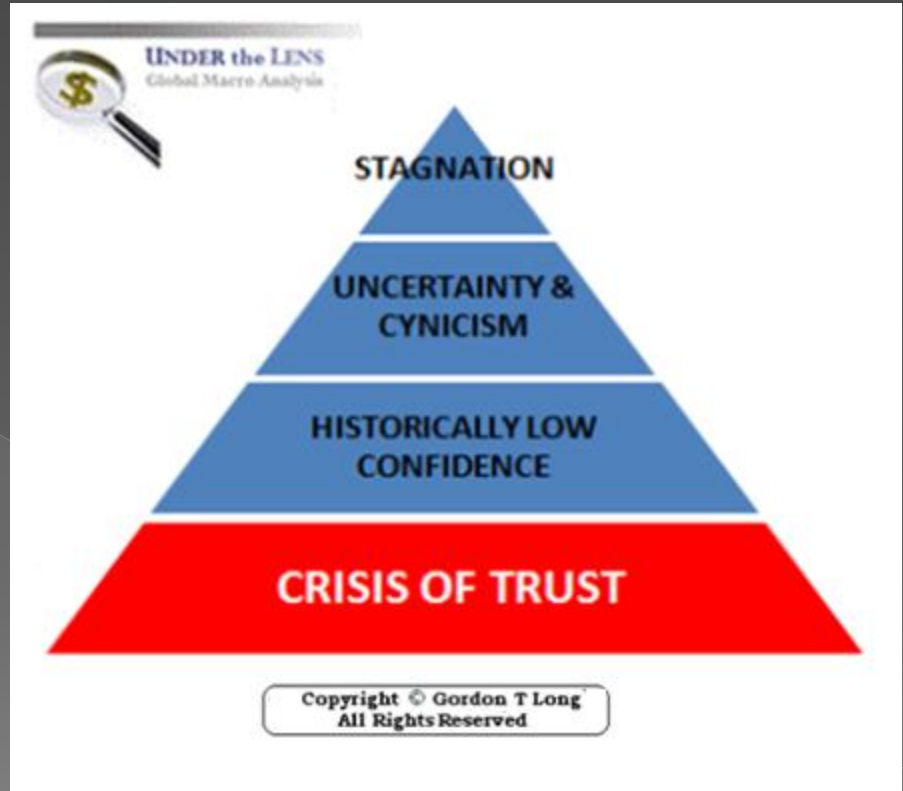 UNDER the LENS
Global Macro Analysis
$
STAGNATION
UNCERTAINTY &
CYNICISM
HISTORICALLY LOW
CONFIDENCE
CRISIS OF TRUST
Copyright © Gordon T Long
All Rights Reserved